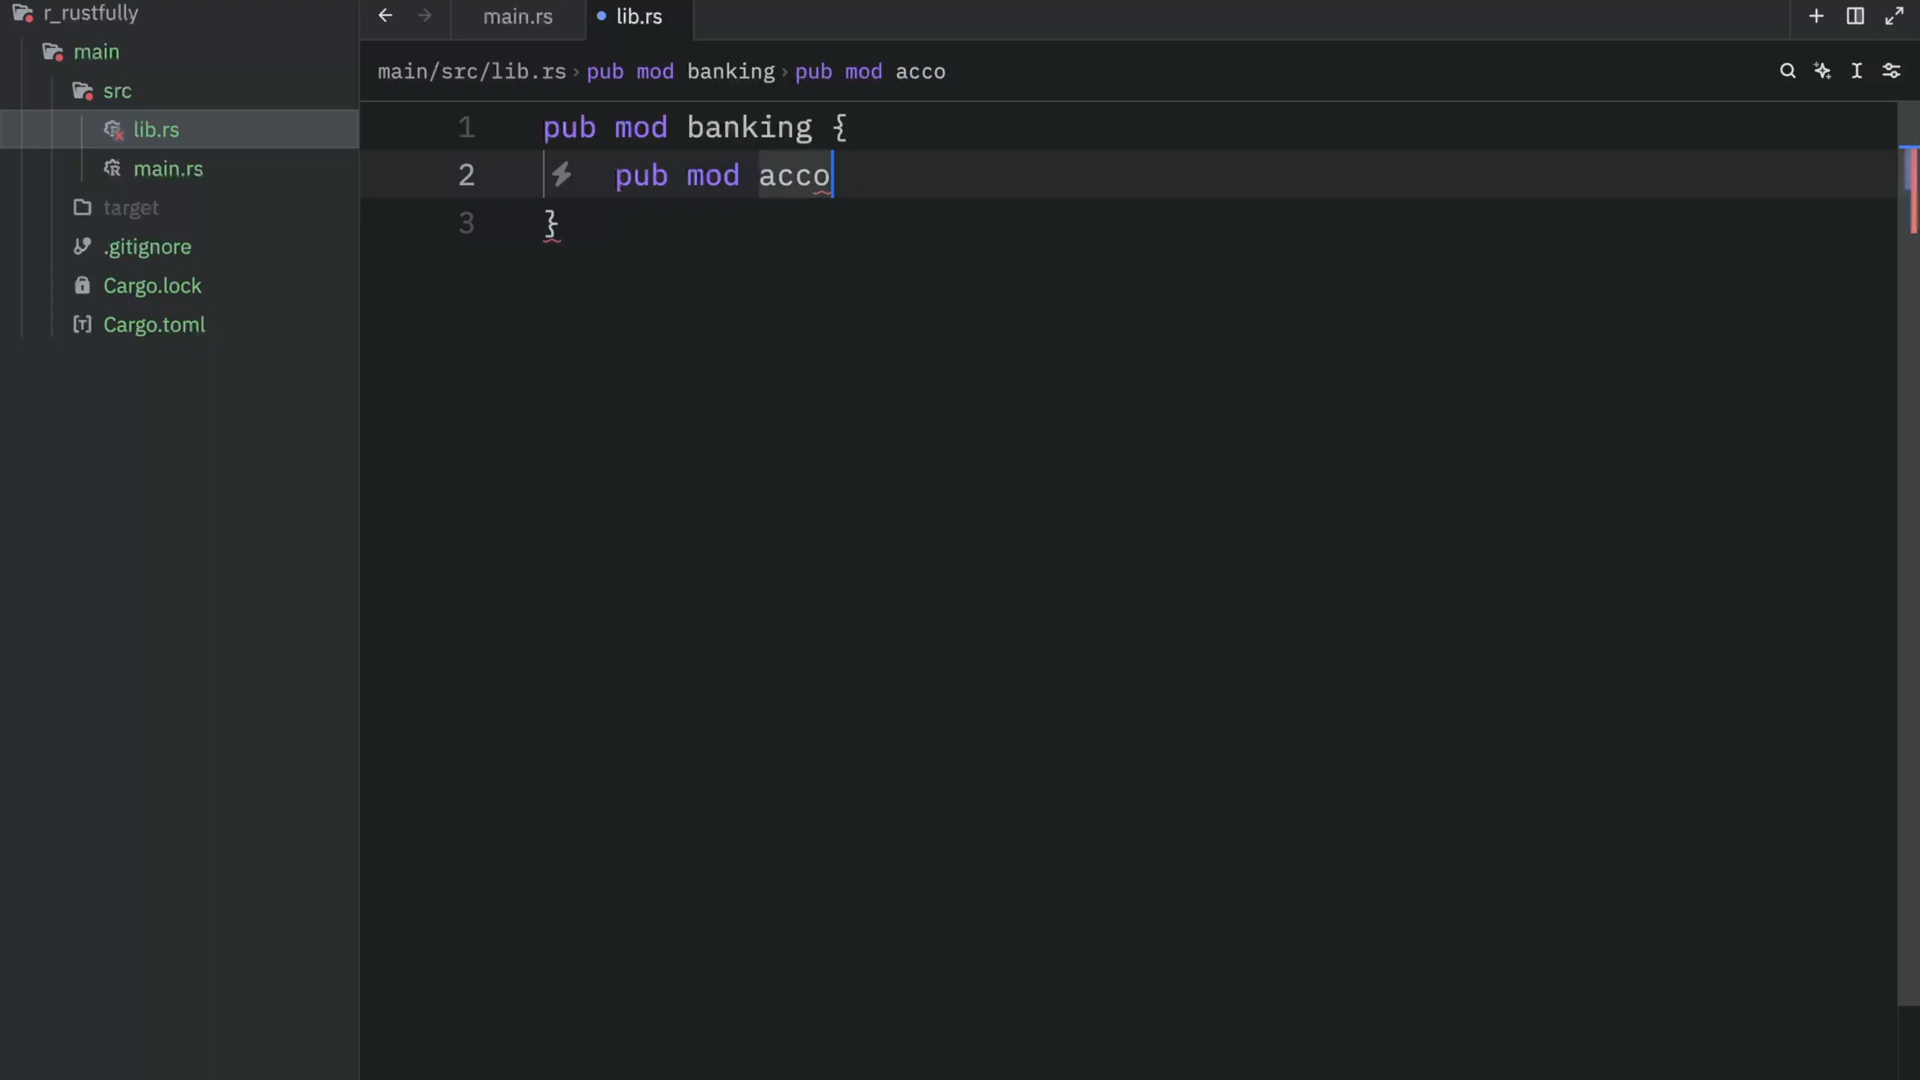 r_rustfully
main
src
lib.rs
main.rs
target
.gitignore
Cargo.lock
Cargo.toml
main.rs
lib.rs
main/src/lib.rs › pub mod banking › pub mod acco
1 pub mod banking {
2 pub mod acco
3 }